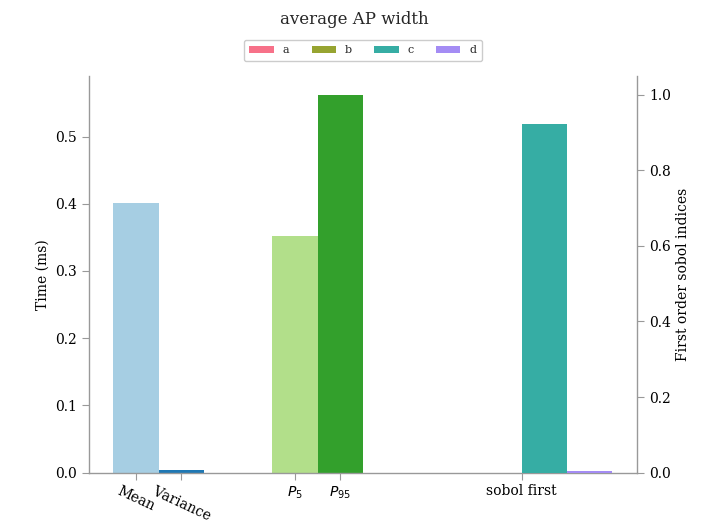 average AP width
a b c d
0.5
0.4
0.3
0.2
0.1
0.0
Time (ms)
1.0
0.8
0.6
0.4
0.2
0.0
First order sobol indices
Mean Variance P5 P95 sobol first